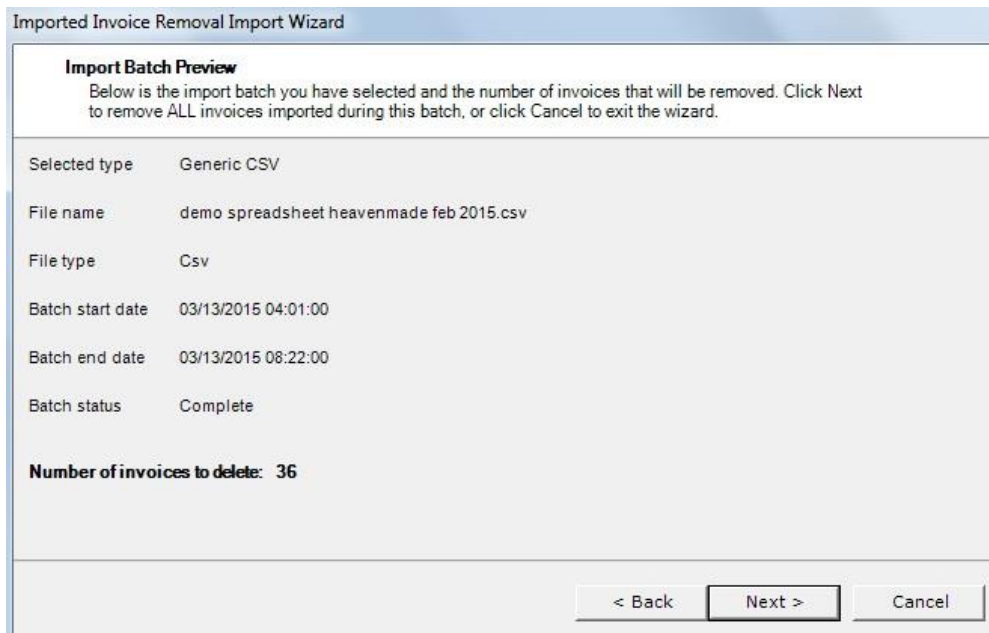 Imported Invoice Removal Import Wizard
Import Batch Preview
Below is the import batch you have selected and the number of invoices that will be removed. Click Next
to remove ALL invoices imported during this batch, or click Cancel to exit the wizard.
Selected type Generic CSV
File name demo spreadsheet heavenmade feb 2015.csv
File type Csv
Batch start date 03/13/2015 04:01:00
Batch end date 03/13/2015 08:22:00
Batch status Complete
Number of invoices to delete: 36
< Back Next > Cancel